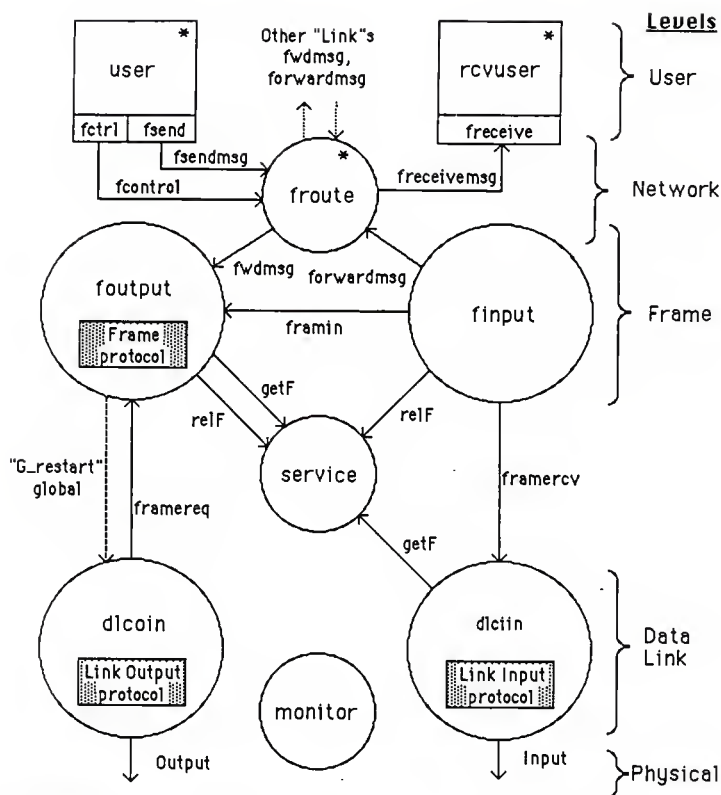 Levels
*
user
fctrl
fsend
Other "Link"s
fwdmsg,
forwardmsg
*
rcvuser
freceive
User
fsendmsg
fcontrol
*
froute
freceivemsg
Network
fwdmsg
forwardmsg
foutput
Frame
protocol
framin
finput
Frame
getF
relF
relF
service
"G_restart"
global
framereq
framercv
getF
dlcoin
Link Output
protocol
monitor
dlciin
Link Input
protocol
Data
Link
Output
Input
Physical